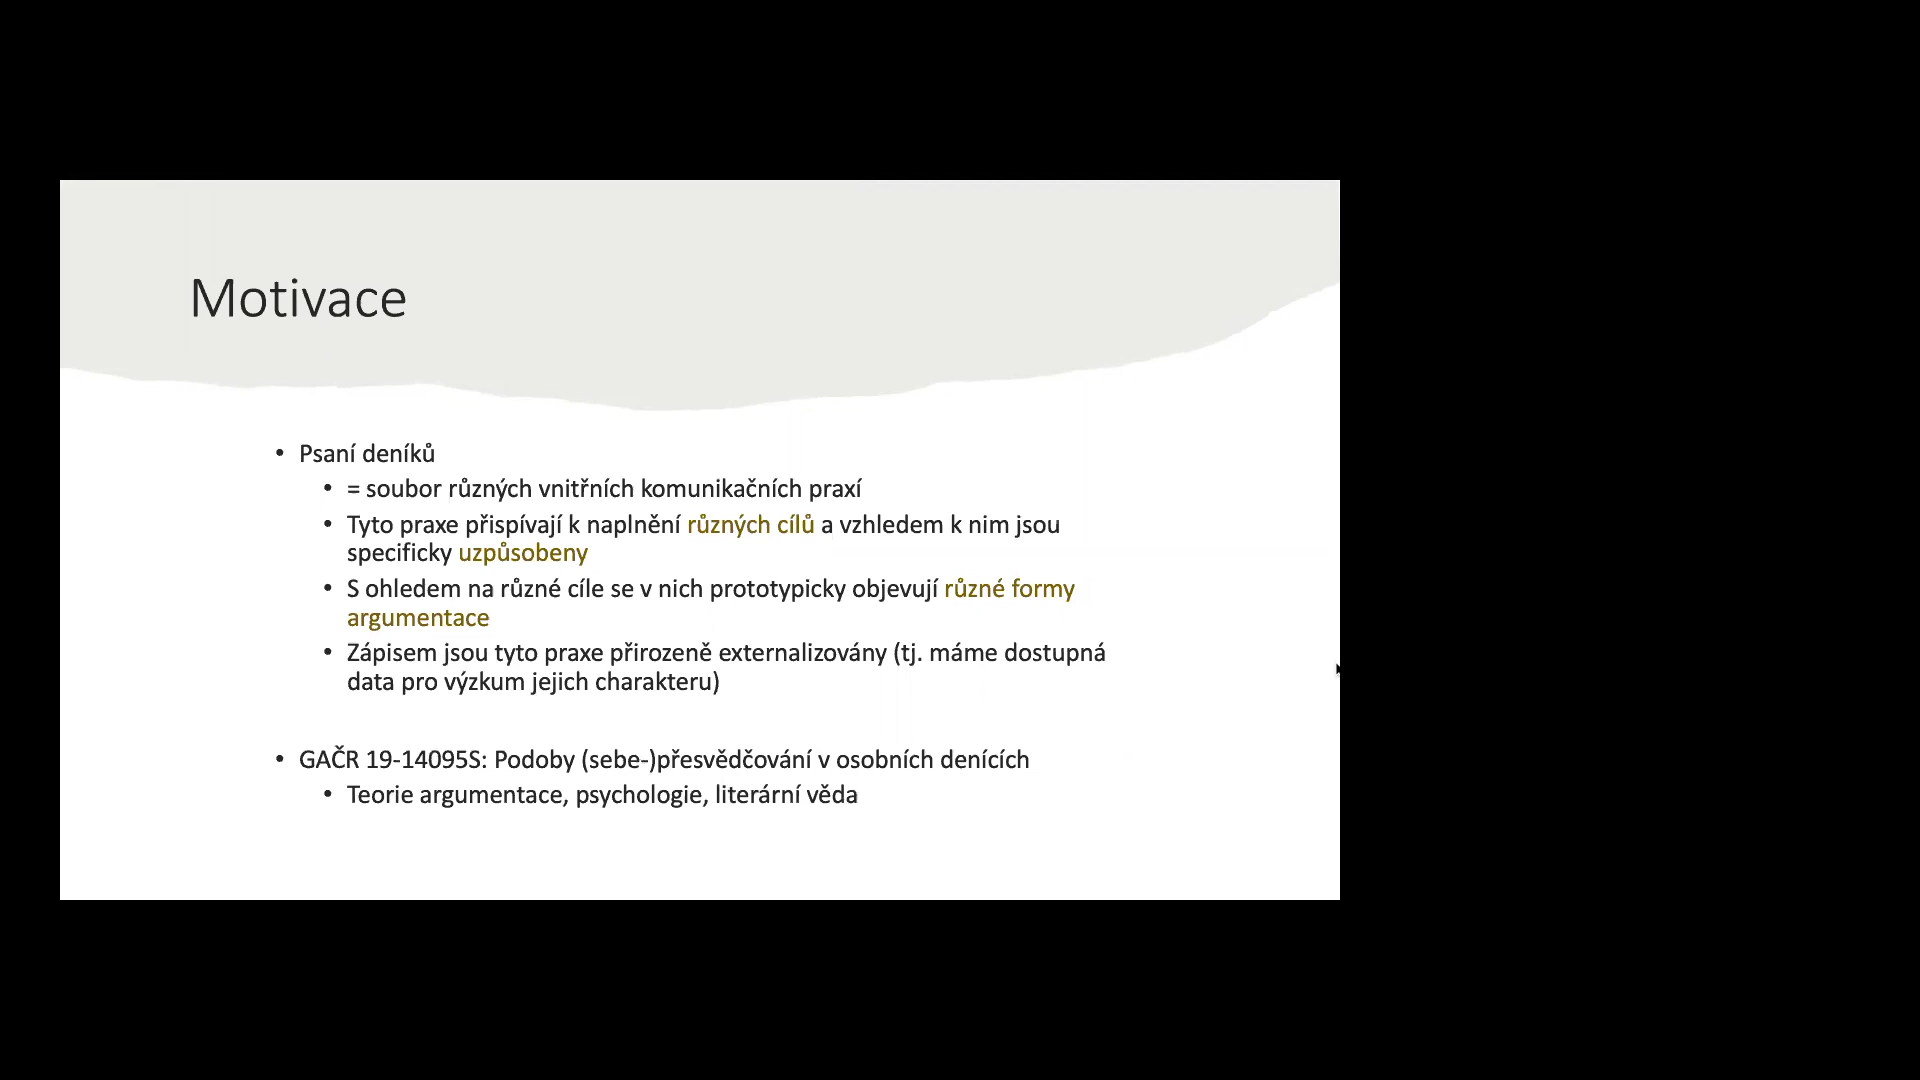 Motivace
• Psaní deníků
• = soubor různých vnitřních komunikačních praxí
• Tyto praxe přispívají k naplnění různých cílů a vzhledem k nim jsou
specificky uzpůsobeny
• S ohledem na různé cíle se v nich prototypicky objevují různé formy
argumentace
• Zápisem jsou tyto praxe přirozeně externalizovány (tj. máme dostupná
data pro výzkum jejich charakteru)
• GAČR 19-14095S: Podoby (sebe-)přesvědčování v osobních denících
• Teorie argumentace, psychologie, literární věda